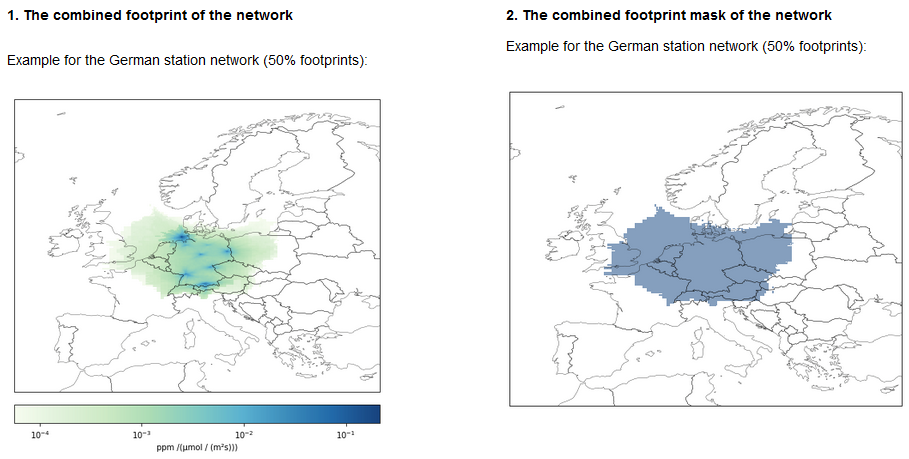 1. The combined footprint of the network
Example for the German station network (50% footprints):
10⁻⁴ 10⁻³ 10⁻² 10⁻¹
ppm /(μmol / (m²s)))
2. The combined footprint mask of the network
Example for the German station network (50% footprints):